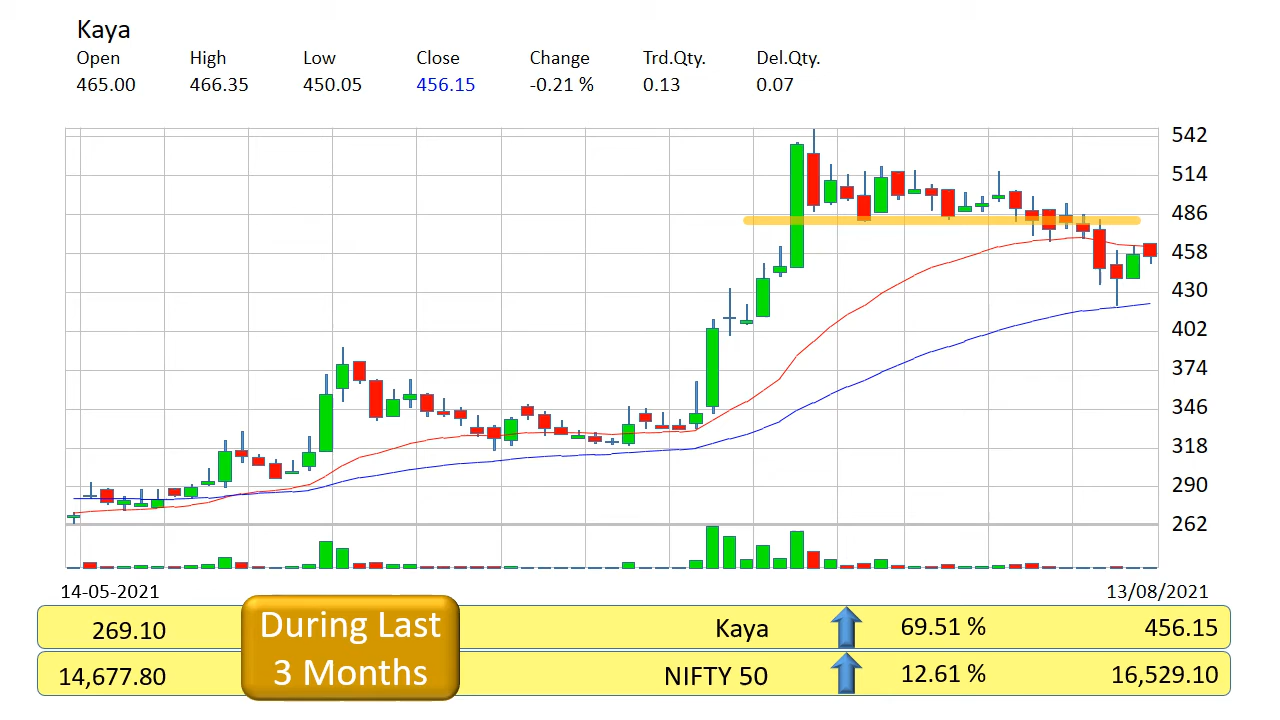 Kaya
Open High Low Close Change Trd.Qty. Del.Qty.
465.00 466.35 450.05 456.15 -0.21 % 0.13 0.07
542
514
486
458
430
402
374
346
318
290
262
14-05-2021 13/08/2021
269.10 Kaya 69.51 % 456.15
During Last
3 Months
14,677.80 NIFTY 50 12.61 % 16,529.10